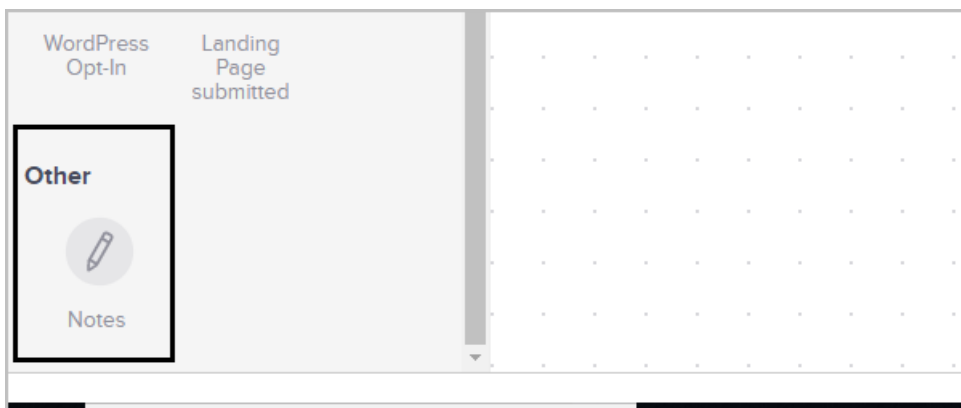 WordPress
Opt-In
Landing
Page
submitted
Other
Notes